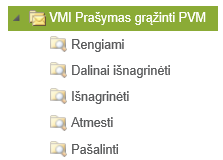 VMI Prašymas grąžinti PVM
Rengiami
Dalinai išnagrinėti
Išnagrinėti
Atmesti
Pašalinti